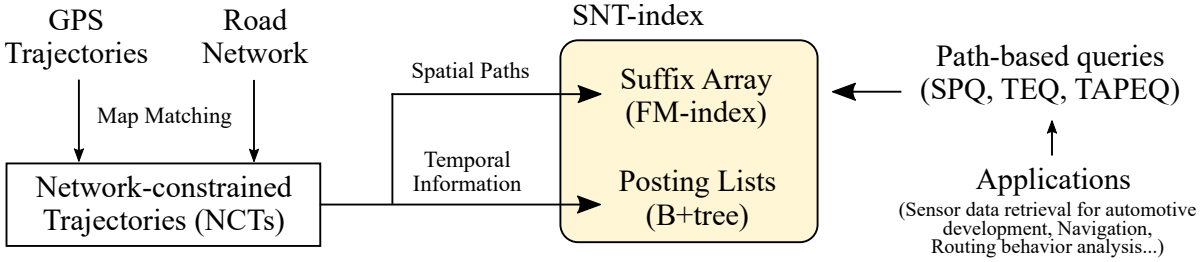 GPS
Trajectories
Road
Network
Map Matching
Network-constrained
Trajectories (NCTs)
Spatial Paths
Temporal
Information
SNT-index
Suffix Array
(FM-index)
Posting Lists
(B+tree)
Path-based queries
(SPQ, TEQ, TAPEQ)
Applications
(Sensor data retrieval for automotive
development, Navigation,
Routing behavior analysis...)